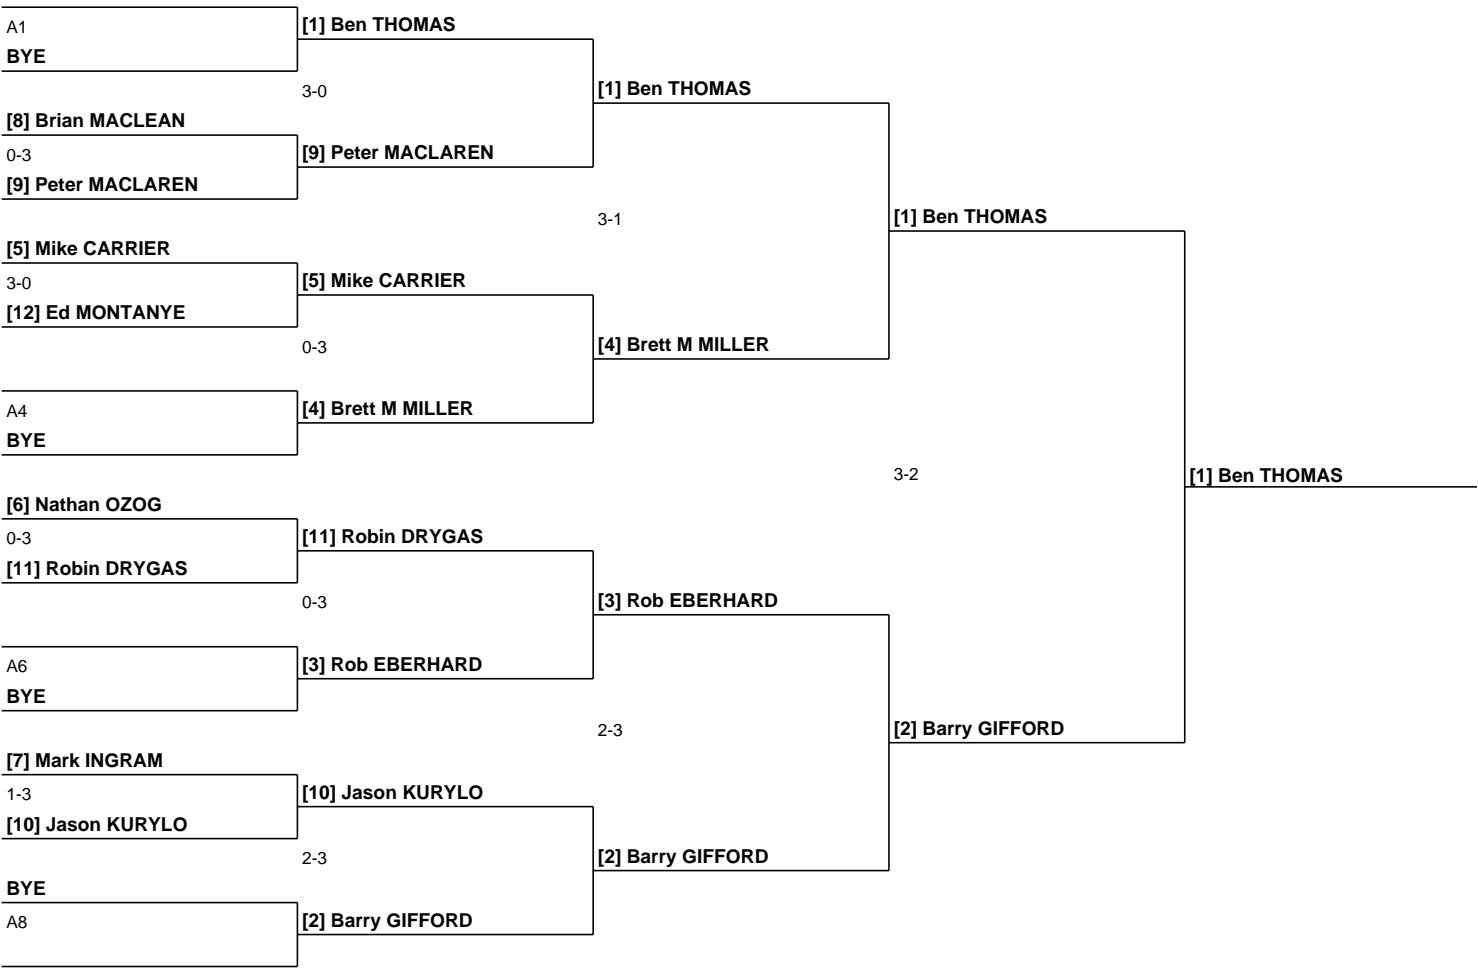 A1
BYE
[1] Ben THOMAS
3-0
[8] Brian MACLEAN
0-3
[9] Peter MACLAREN
[9] Peter MACLAREN
[1] Ben THOMAS
3-1
[5] Mike CARRIER
3-0
[12] Ed MONTANYE
[5] Mike CARRIER
0-3
A4
BYE
[4] Brett M MILLER
[4] Brett M MILLER
[1] Ben THOMAS
3-2
[6] Nathan OZOG
0-3
[11] Robin DRYGAS
[11] Robin DRYGAS
0-3
A6
BYE
[3] Rob EBERHARD
[3] Rob EBERHARD
2-3
[7] Mark INGRAM
1-3
[10] Jason KURYLO
[10] Jason KURYLO
2-3
BYE
A8
[2] Barry GIFFORD
[2] Barry GIFFORD
[2] Barry GIFFORD
[1] Ben THOMAS